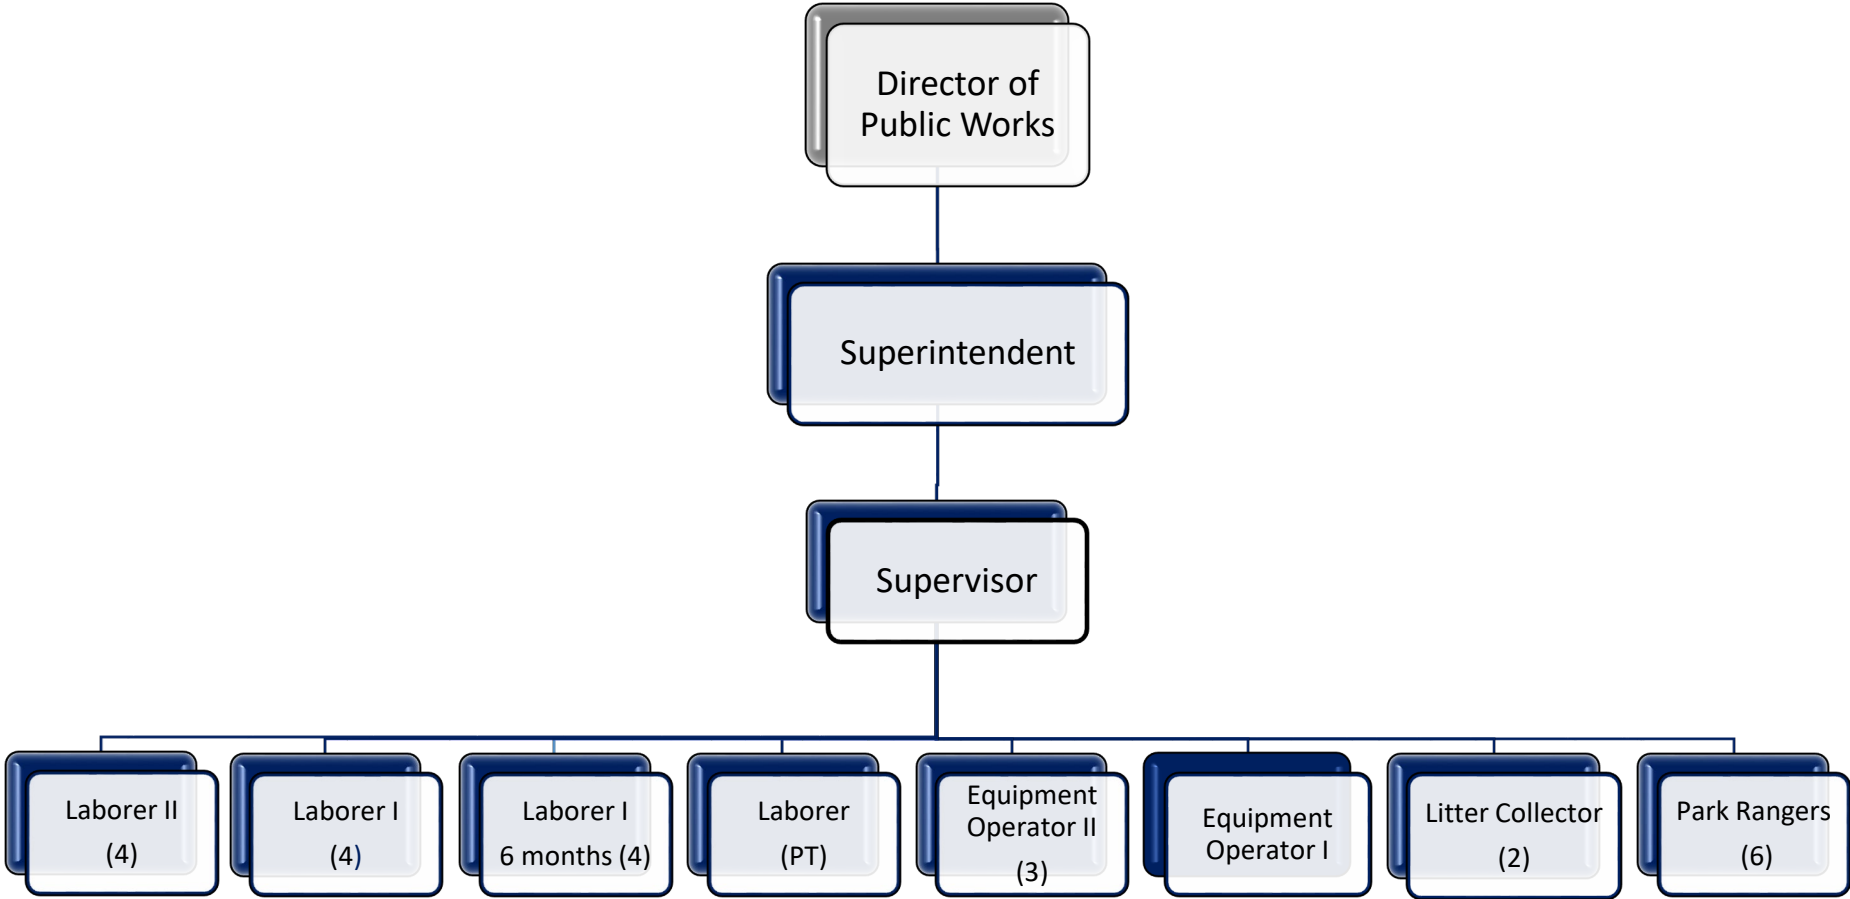 Director of
Public Works
Superintendent
Supervisor
Laborer II
(4)
Laborer I
(4)
Laborer I
6 months (4)
Laborer
(PT)
Equipment
Operator II
(3)
Equipment
Operator I
Litter Collector
(2)
Park Rangers
(6)